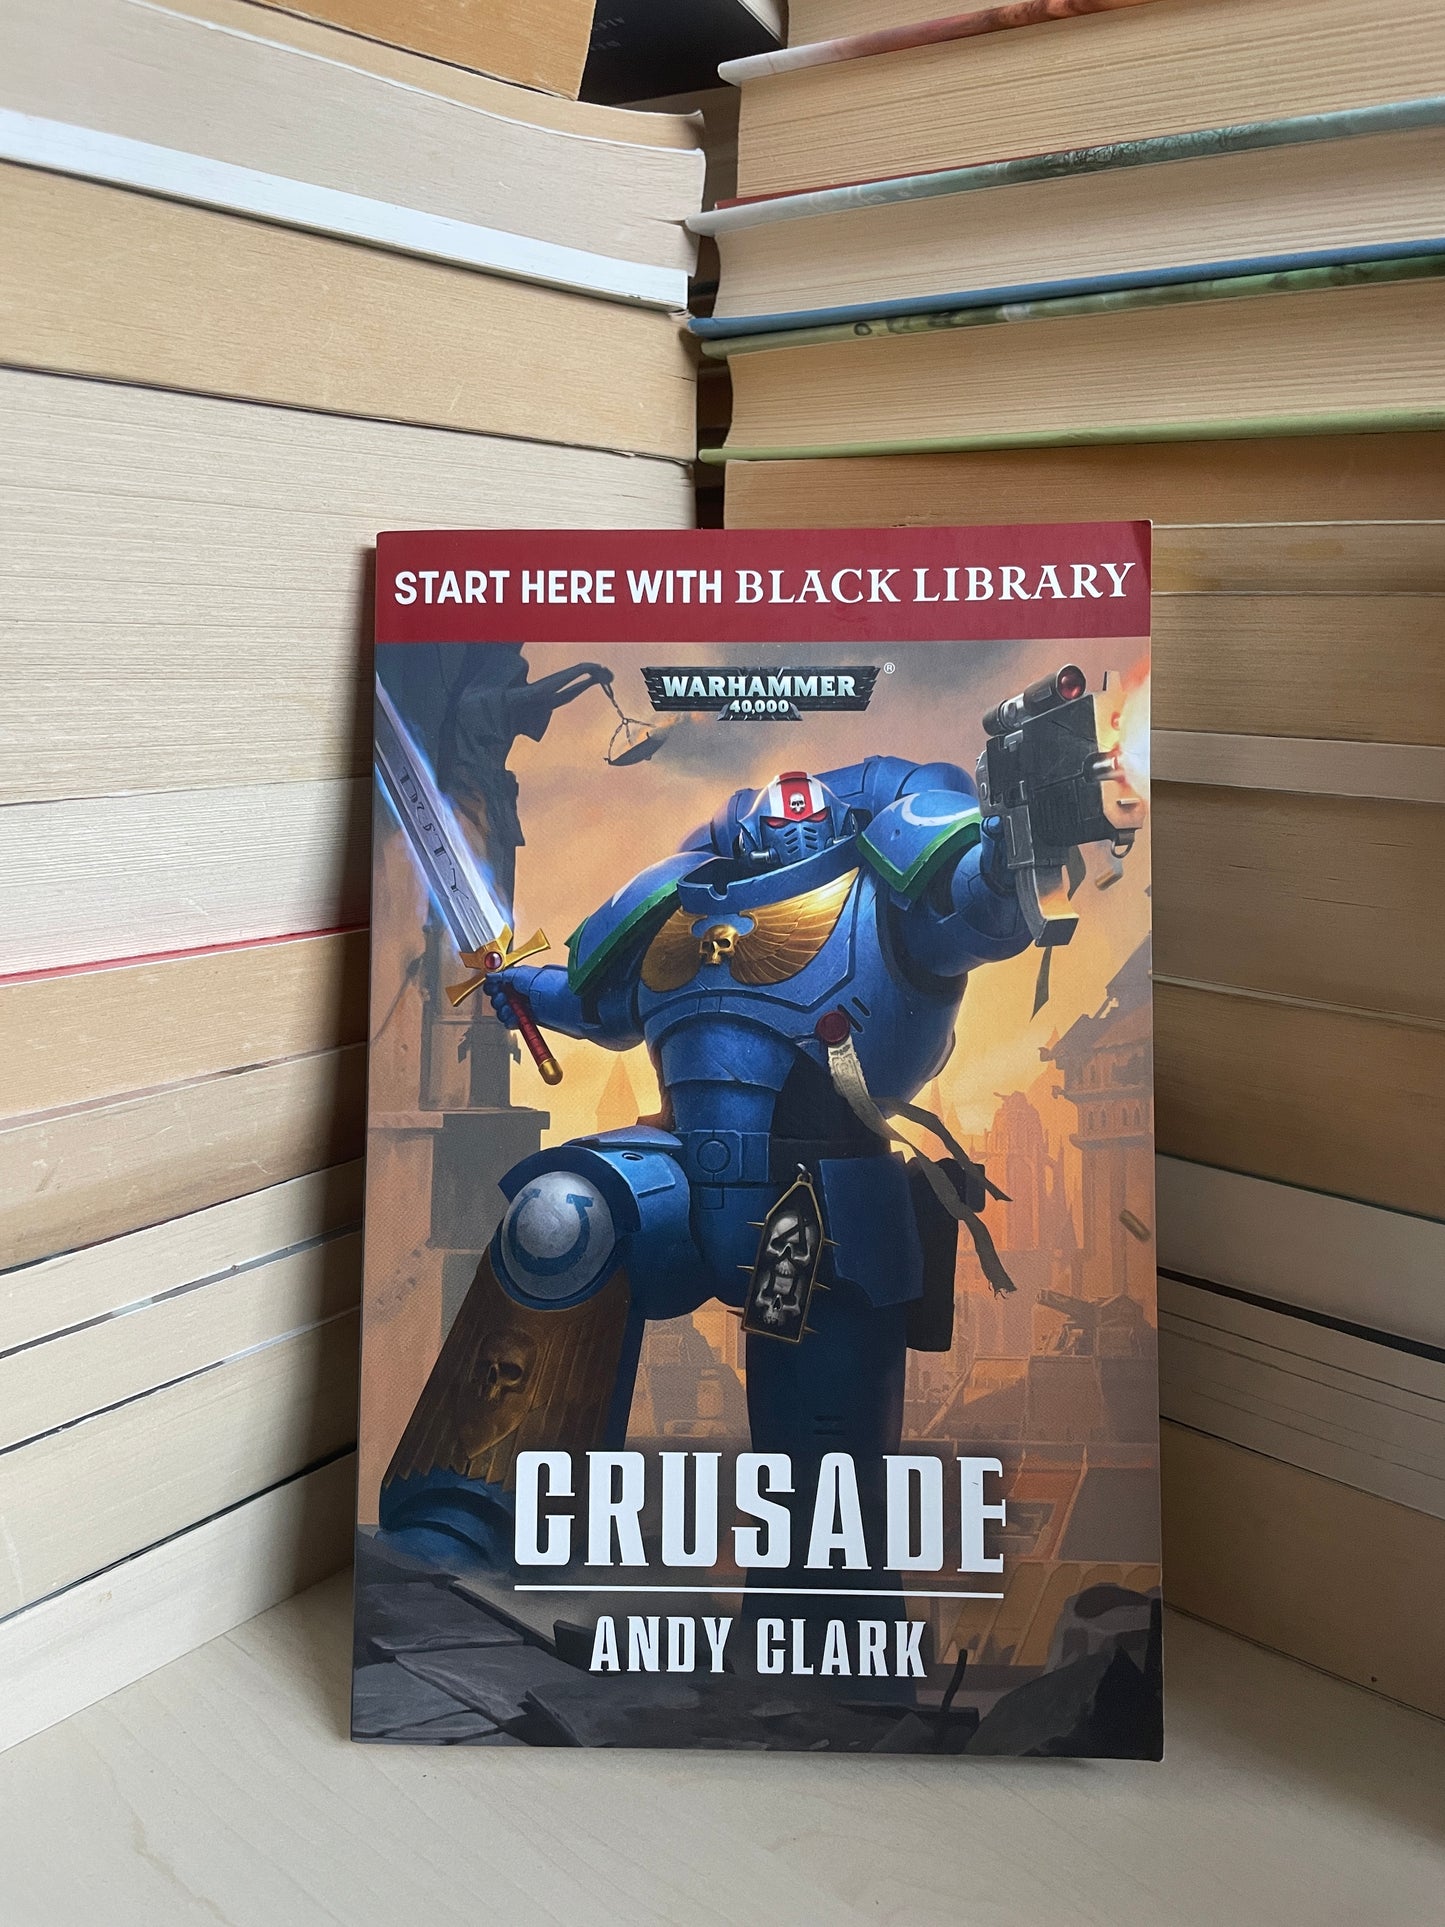 START HERE WITH BLACK LIBRARY
WARHAMMER®
40,000
CRUSADE
ANDY CLARK